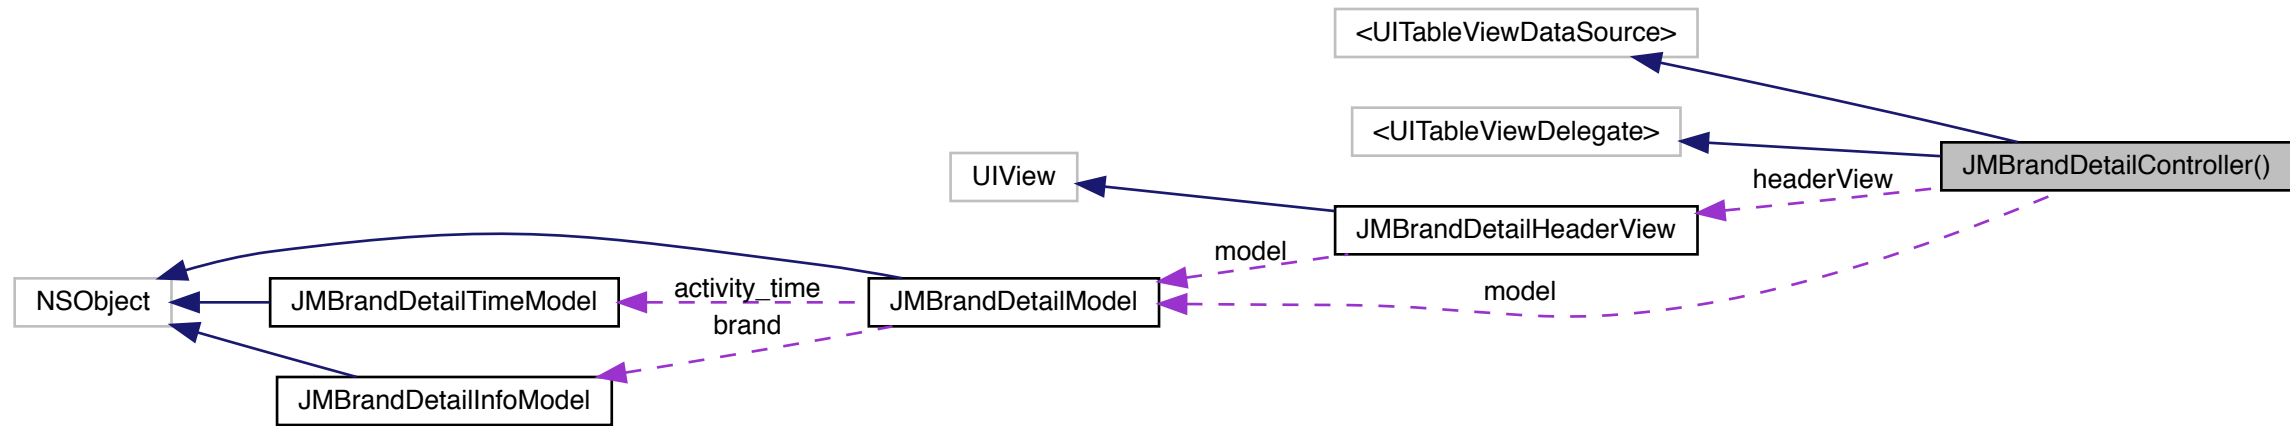 <UITableViewDataSource>
<UITableViewDelegate>
JMBrandDetailController()
UIView
headerView
JMBrandDetailHeaderView
model
NSObject
JMBrandDetailTimeModel
activity_time
JMBrandDetailModel
model
brand
JMBrandDetailInfoModel